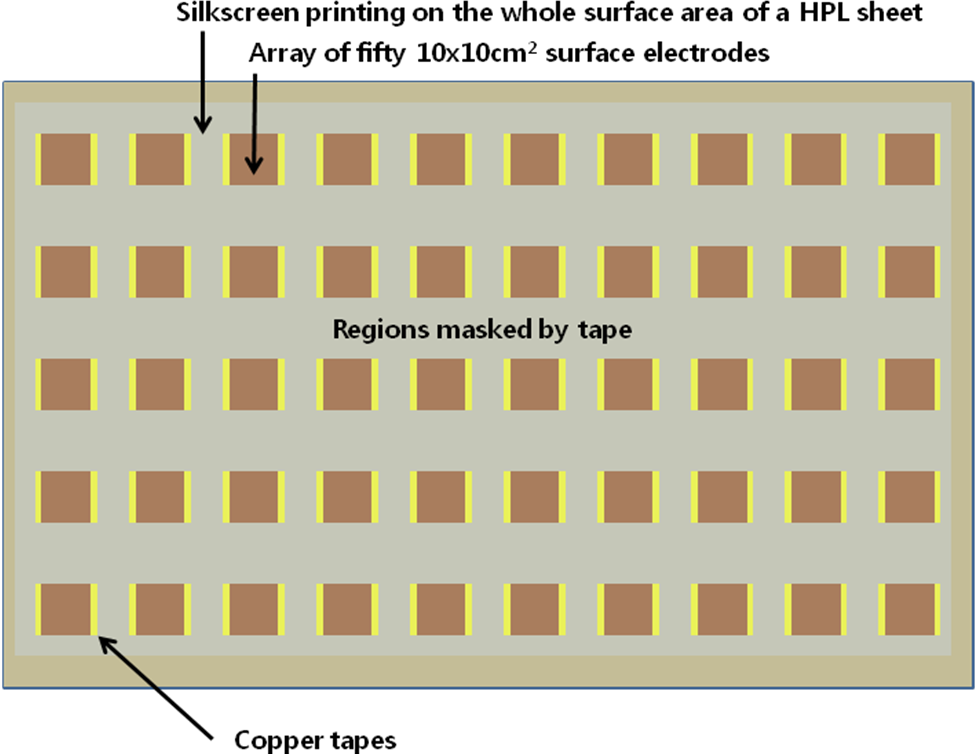 Silkscreen printing on the whole surface area of a HPL sheet
Array of fifty 10x10cm² surface electrodes
Regions masked by tape
Copper tapes